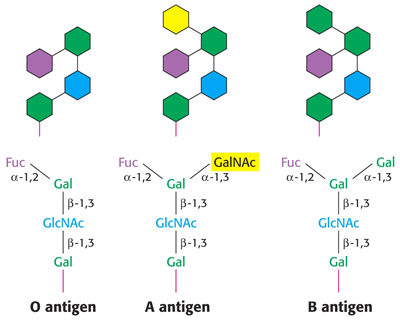 Fuc
α-1,2
Gal
β-1,3
GlcNAc
β-1,3
Gal
O antigen
Fuc
GalNAc
α-1,2
α-1,3
Gal
β-1,3
GlcNAc
β-1,3
Gal
A antigen
Fuc
Gal
α-1,2
Gal
α-1,3
β-1,3
GlcNAc
β-1,3
Gal
B antigen